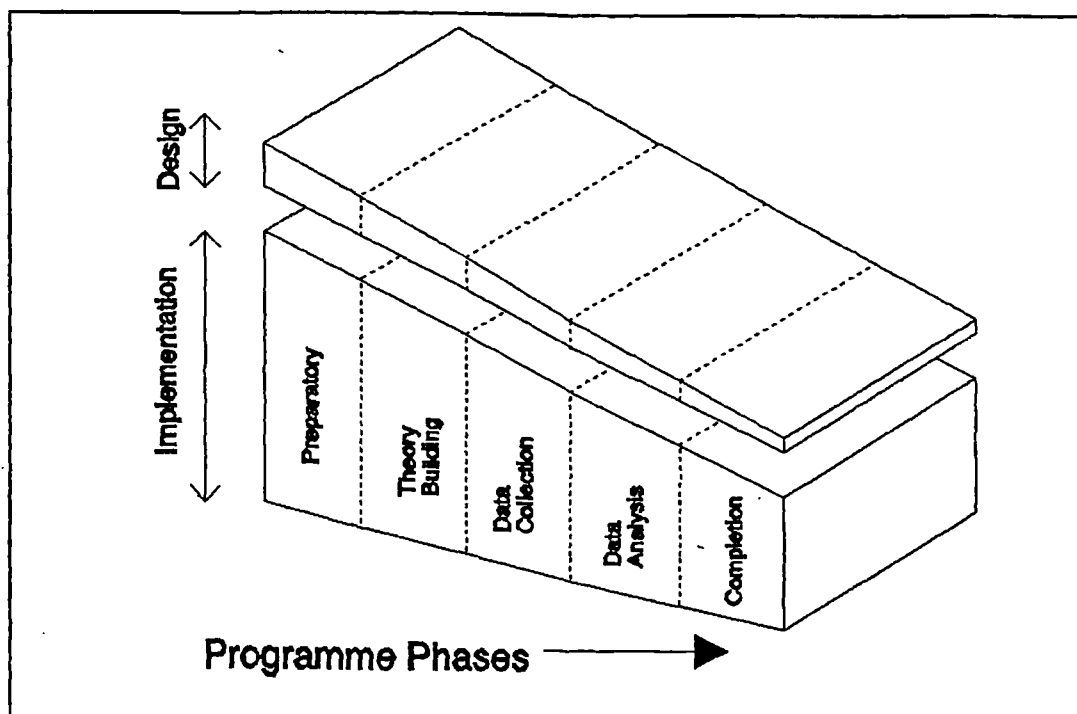 Design
Implementation
Preparatory
Theory
Building
Data
Collection
Data
Analysis
Completion
Programme Phases